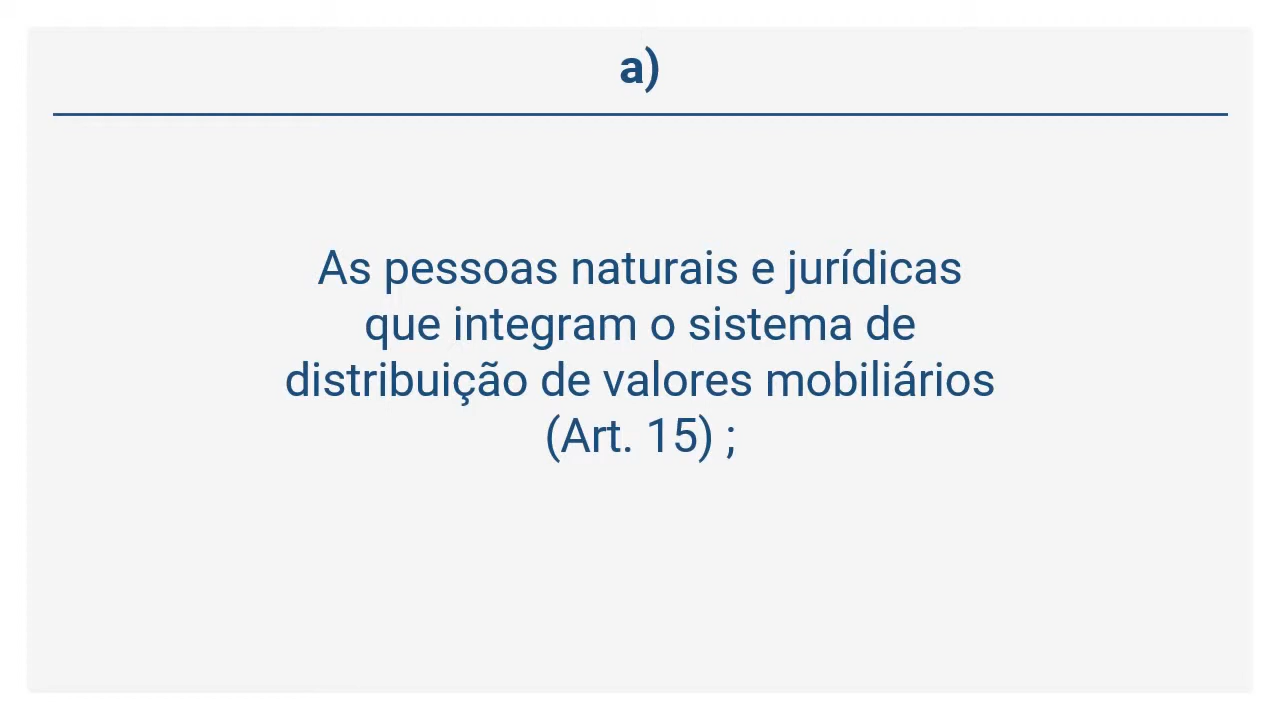 a)
As pessoas naturais e jurídicas
que integram o sistema de
distribuição de valores mobiliários
(Art. 15) ;